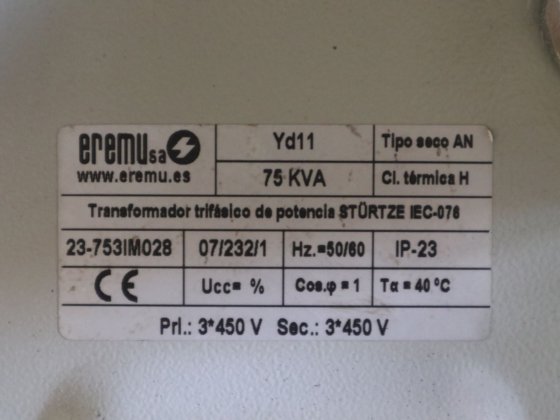 eremu sa Yd11 Tipo seco AN
www.eremu.es 75 KVA Cl. térmica H
Transformador trifásico de potencia STÜRTZE IEC-076
23-753IM028 07/232/1 Hz.=50/60 IP-23
CE Ucc= % Cos.φ = 1 Tα = 40 ºC
Pri.: 3*450 V Sec.: 3*450 V